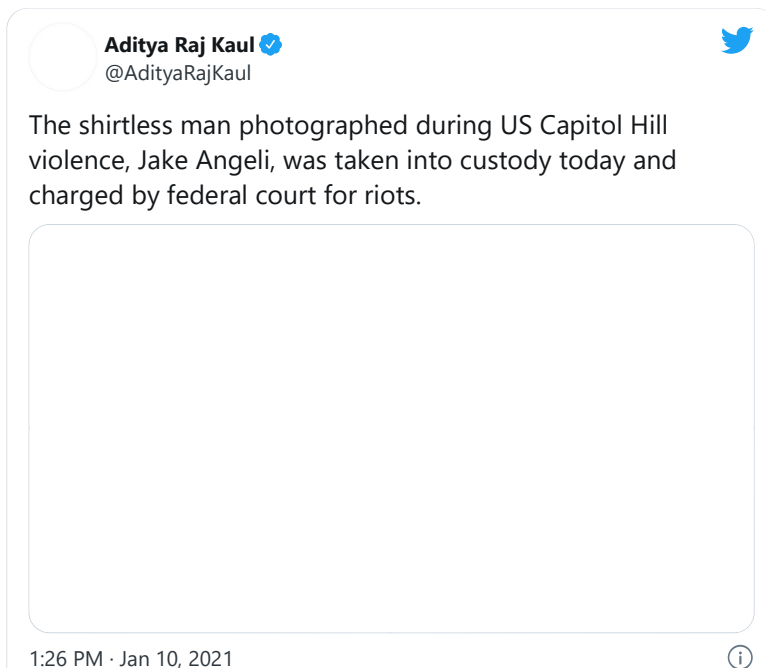 Aditya Raj Kaul
@AdityaRajKaul
The shirtless man photographed during US Capitol Hill
violence, Jake Angeli, was taken into custody today and
charged by federal court for riots.
1:26 PM · Jan 10, 2021